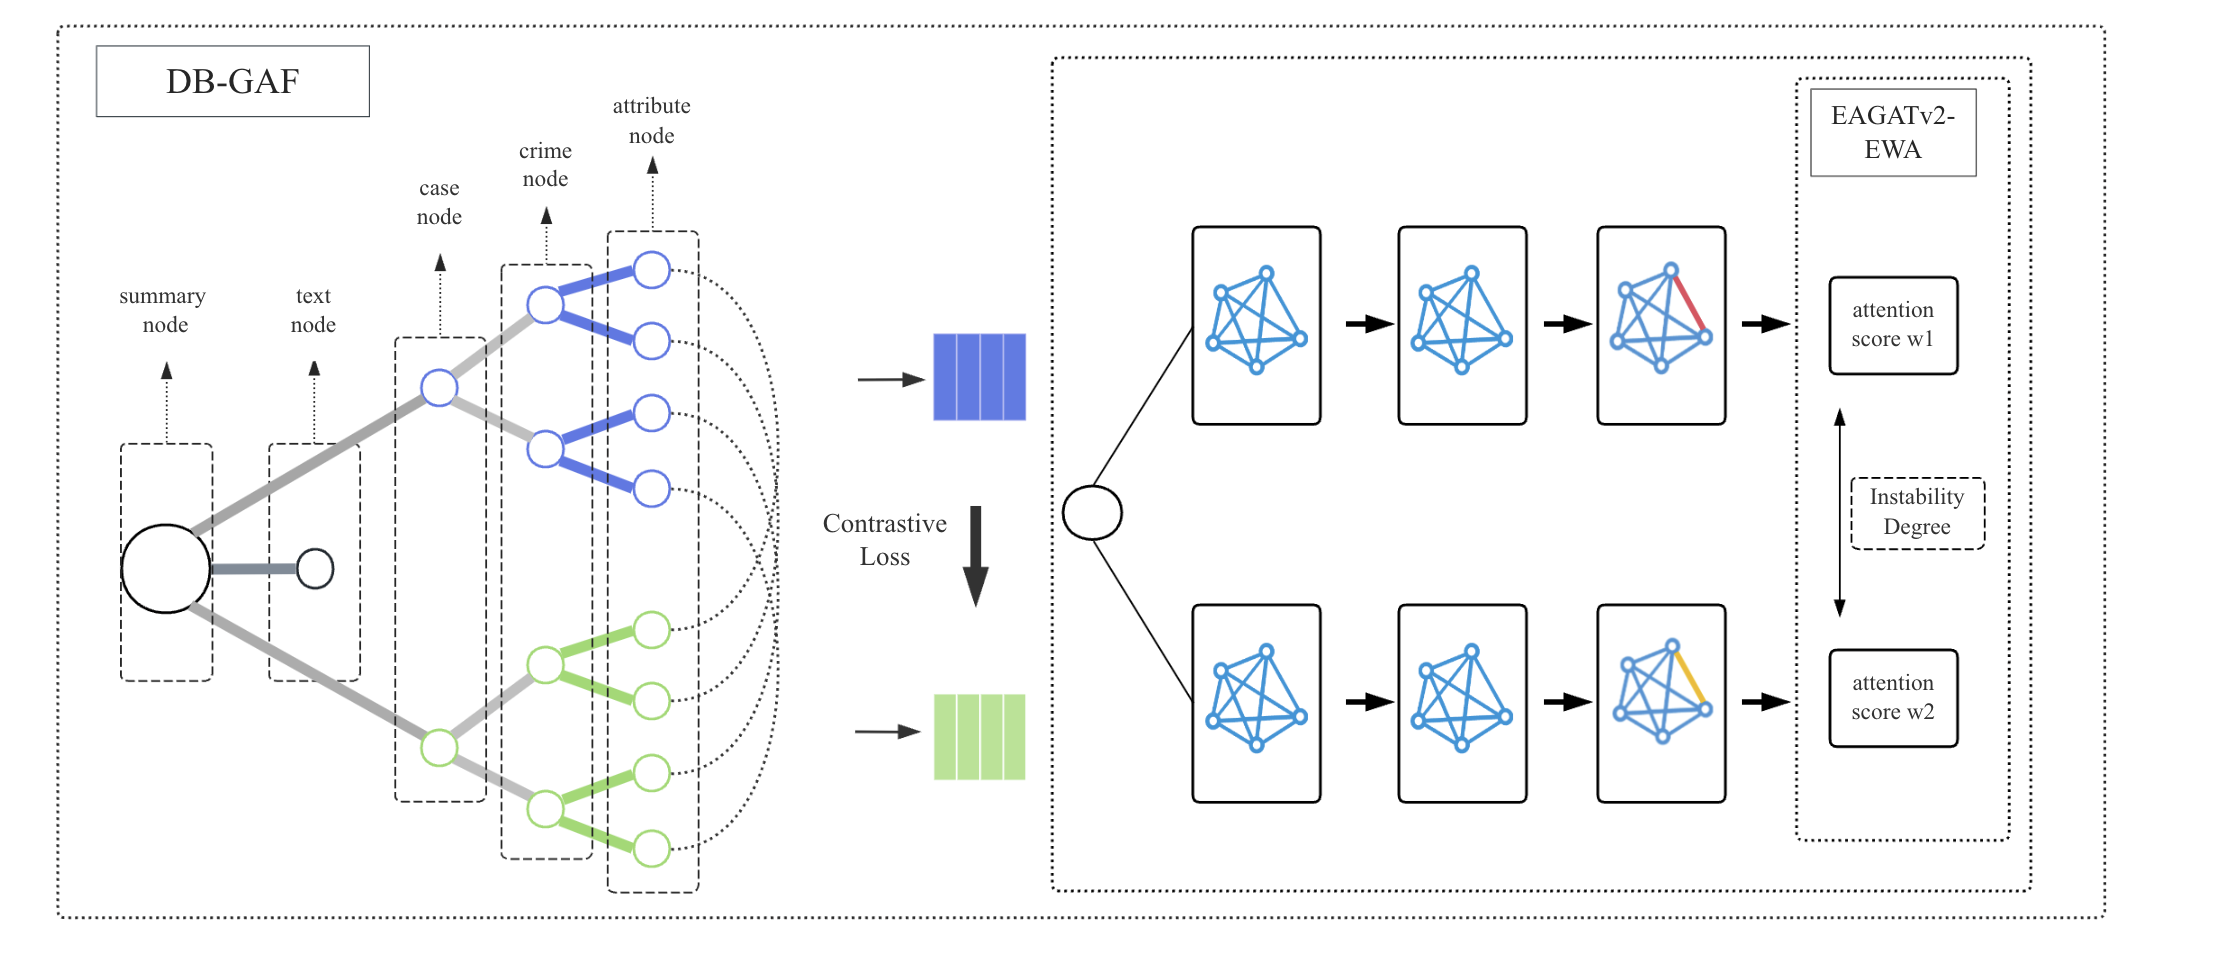 DB-GAF
summary
node
text
node
case
node
crime
node
attribute
node
Contrastive
Loss
EAGATv2-
EWA
attention
score w1
Instability
Degree
attention
score w2